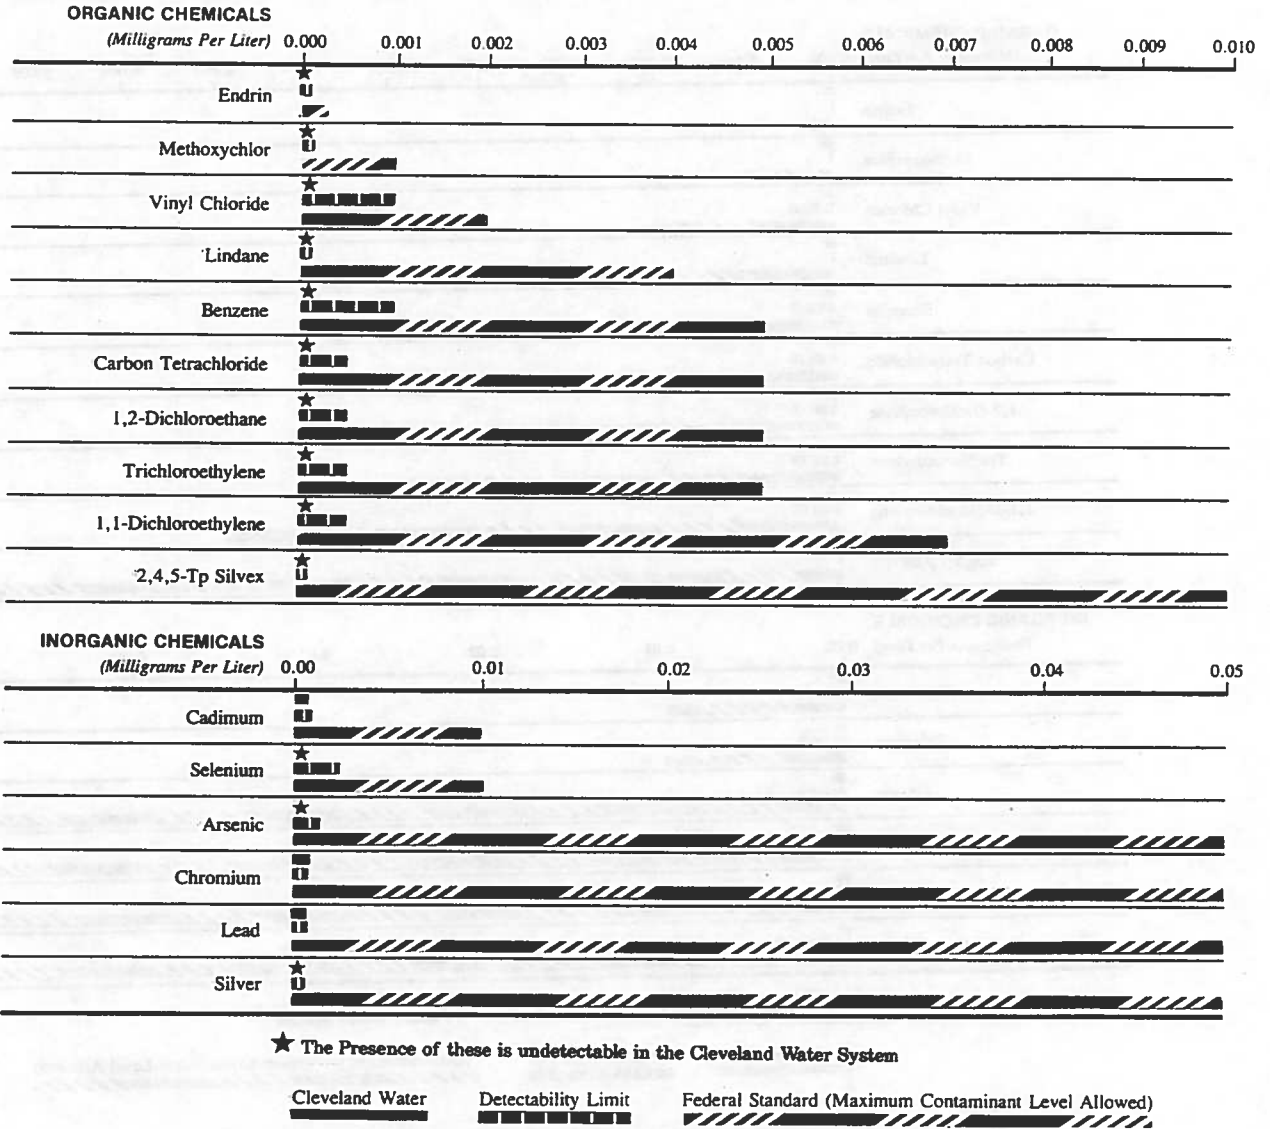 ORGANIC CHEMICALS
(Milligrams Per Liter) 0.000 0.001 0.002 0.003 0.004 0.005 0.006 0.007 0.008 0.009 0.010
Endrin
Methoxychlor
Vinyl Chloride
Lindane
Benzene
Carbon Tetrachloride
1,2-Dichloroethane
Trichloroethylene
1,1-Dichloroethylene
2,4,5-Tp Silvex
INORGANIC CHEMICALS
(Milligrams Per Liter) 0.00 0.01 0.02 0.03 0.04 0.05
Cadimum
Selenium
Arsenic
Chromium
Lead
Silver
★ The Presence of these is undetectable in the Cleveland Water System
Cleveland Water Detectability Limit Federal Standard (Maximum Contaminant Level Allowed)